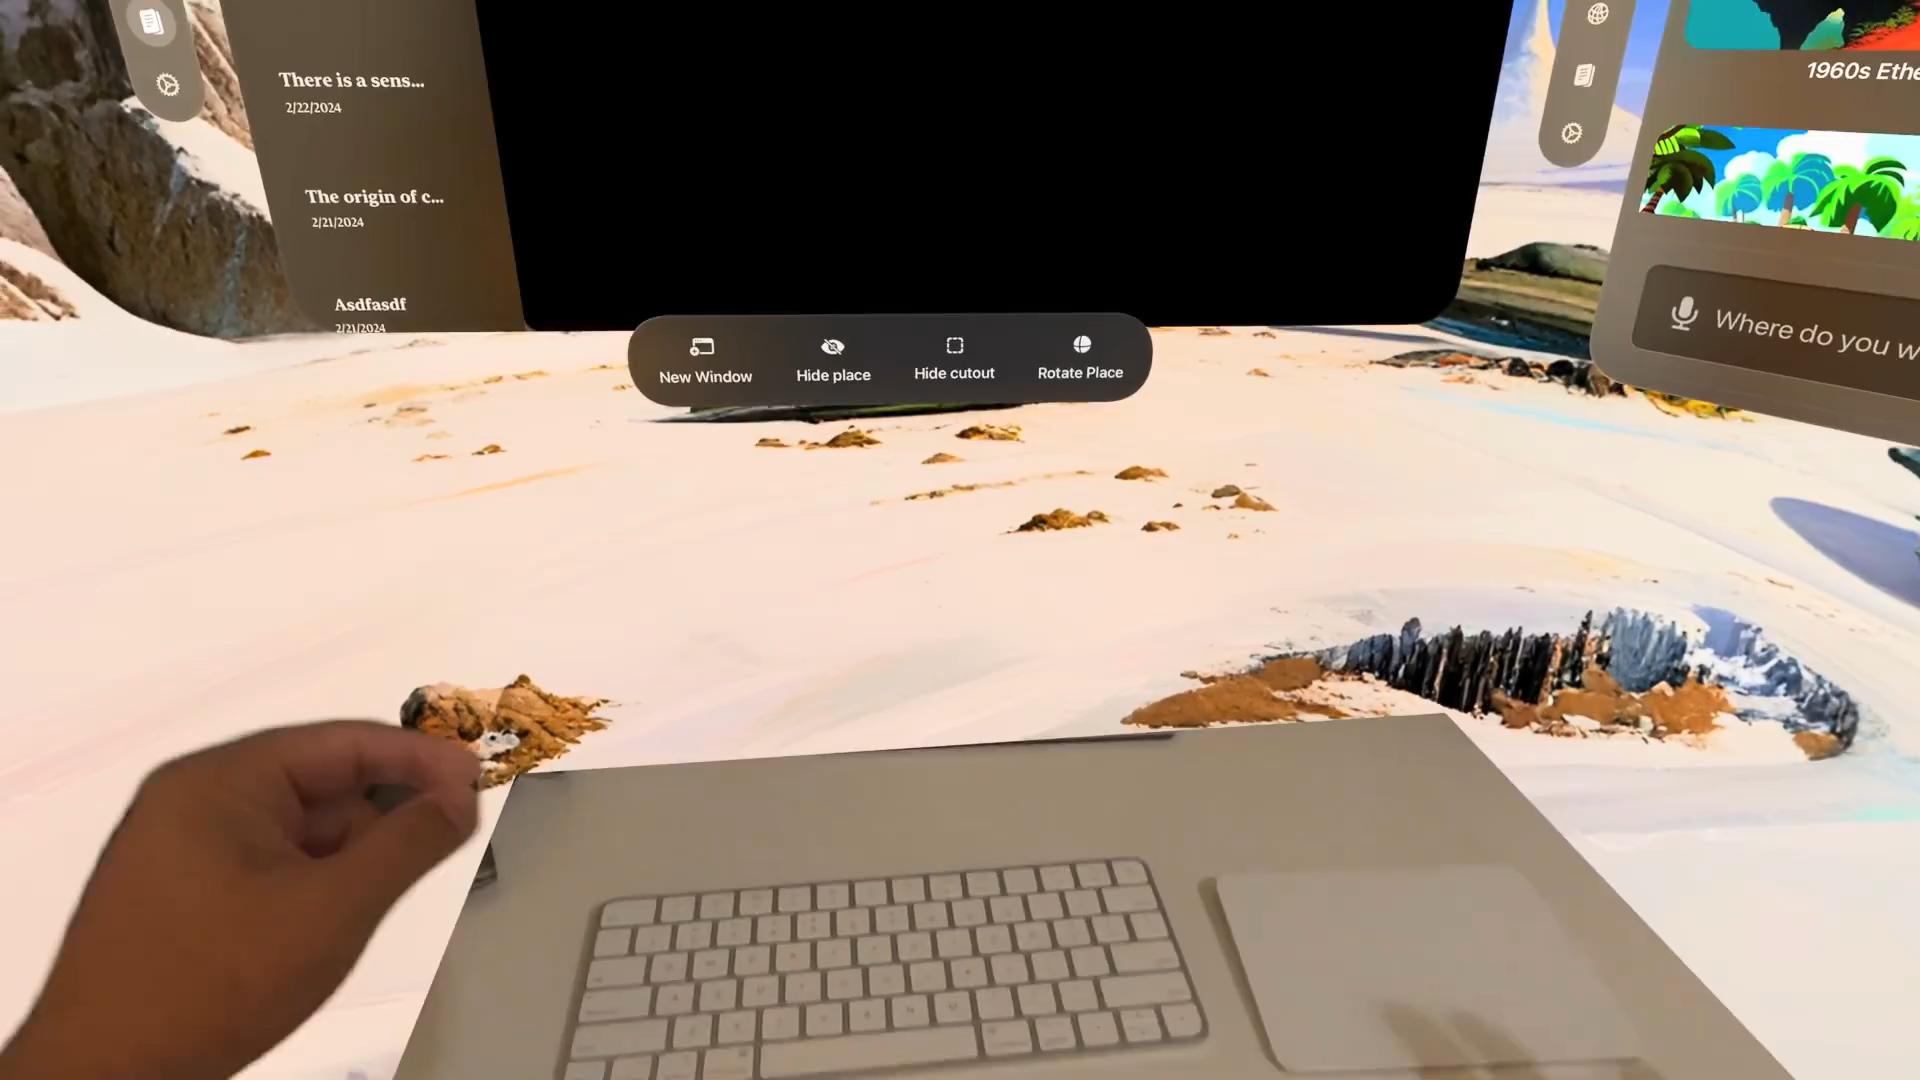 There is a sens...
2/22/2024
The origin of c...
2/21/2024
Asdfasdf
2/21/2024
New Window
Hide place
Hide cutout
Rotate Place
1960s Ethe
Where do you w